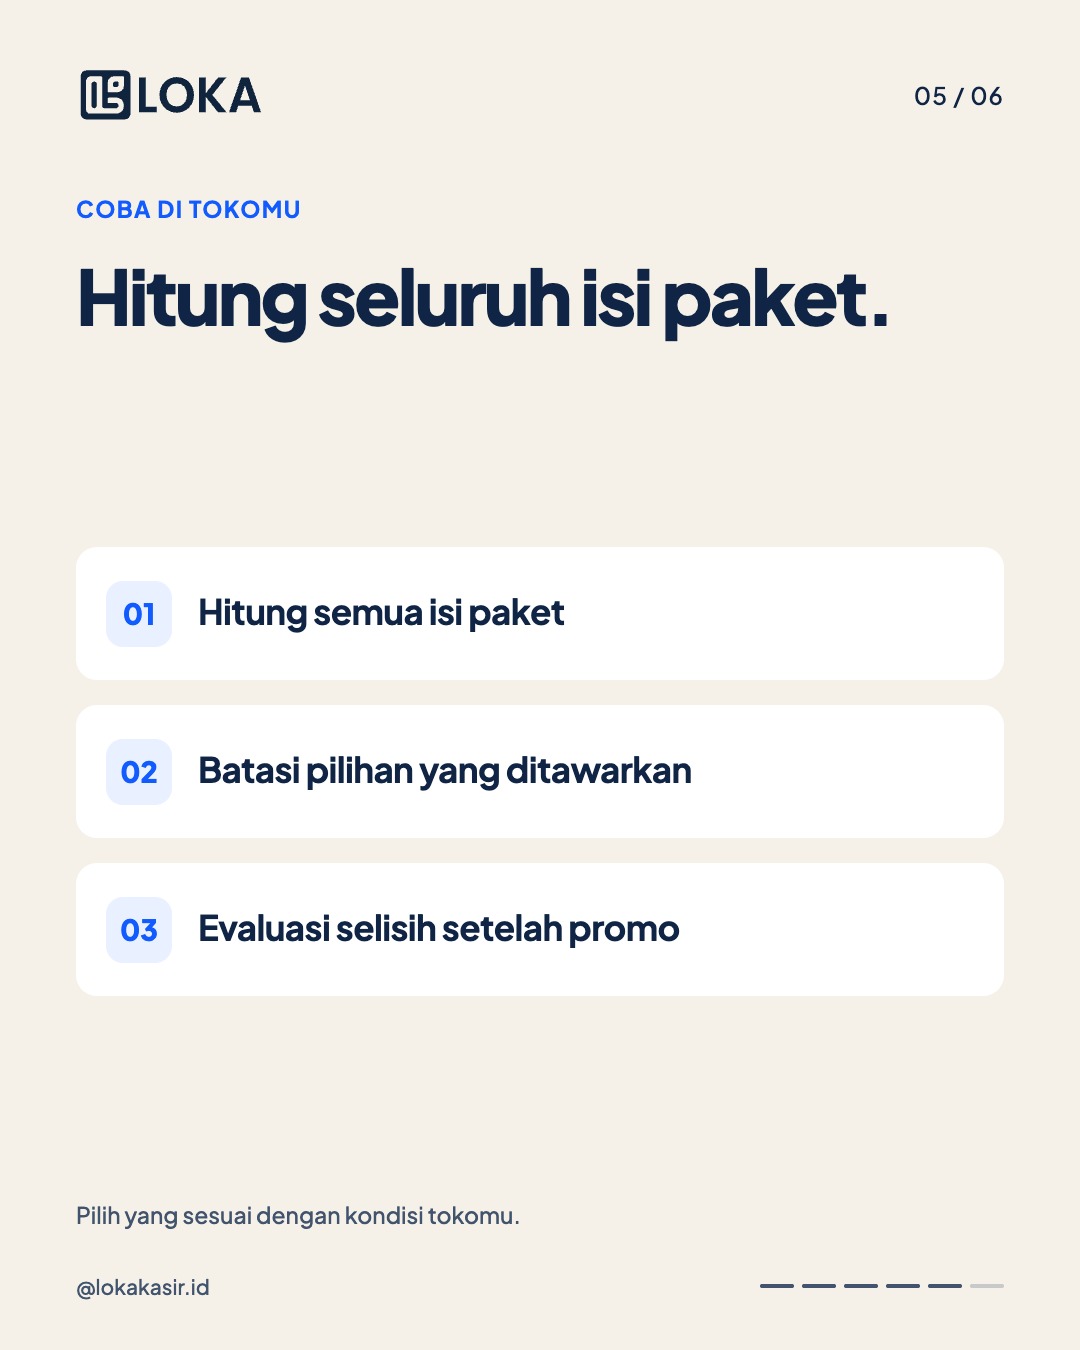 LOKA
05 / 06
COBA DI TOKOMU
Hitung seluruh isi paket.
01 Hitung semua isi paket
02 Batasi pilihan yang ditawarkan
03 Evaluasi selisih setelah promo
Pilih yang sesuai dengan kondisi tokomu.
@lokakasir.id